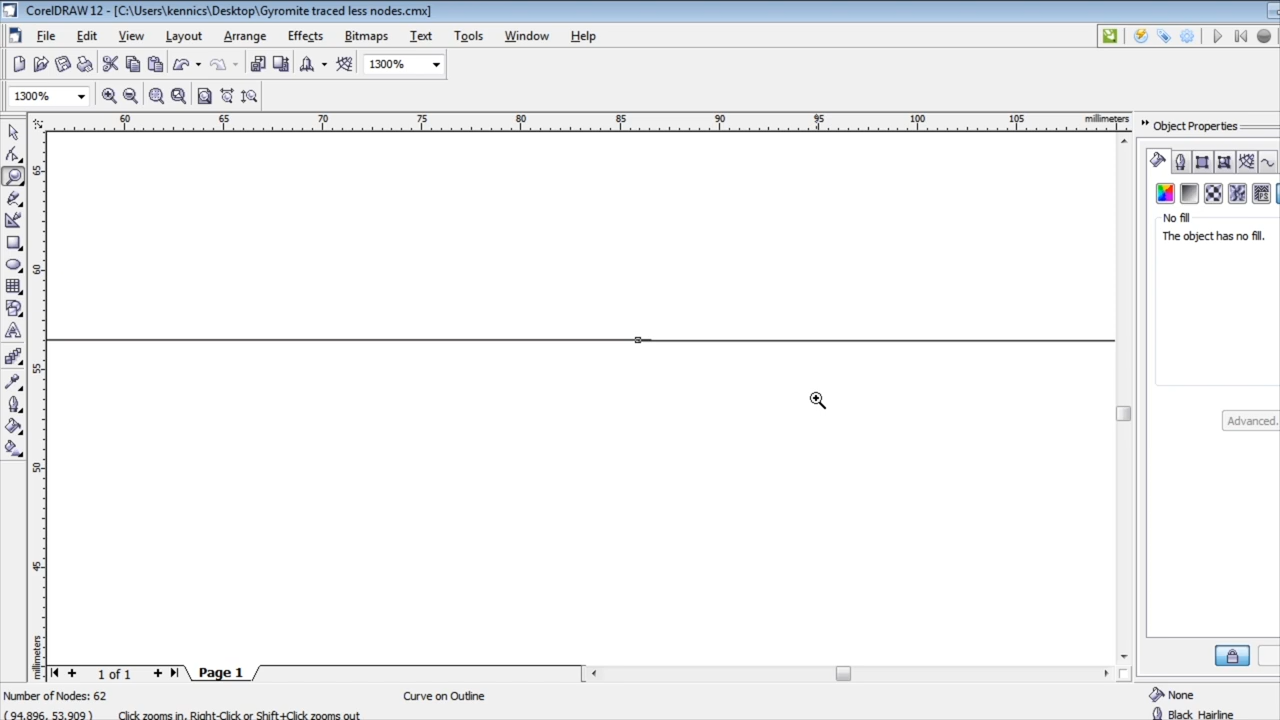 CorelDRAW 12 - [C:\Users\kennics\Desktop\Gyromite traced less nodes.cmx]
File Edit View Layout Arrange Effects Bitmaps Text Tools Window Help
1300%
1300%
60 65 70 75 80 85 90 95 100 105 millimeters
65
60
55
50
45
millimeters
Object Properties
No fill
The object has no fill.
Advanced.
1 of 1
Page 1
Number of Nodes: 62
Curve on Outline
None
( 94.896, 53.909 )
Click zooms in, Right-Click or Shift+Click zooms out
Black Hairline